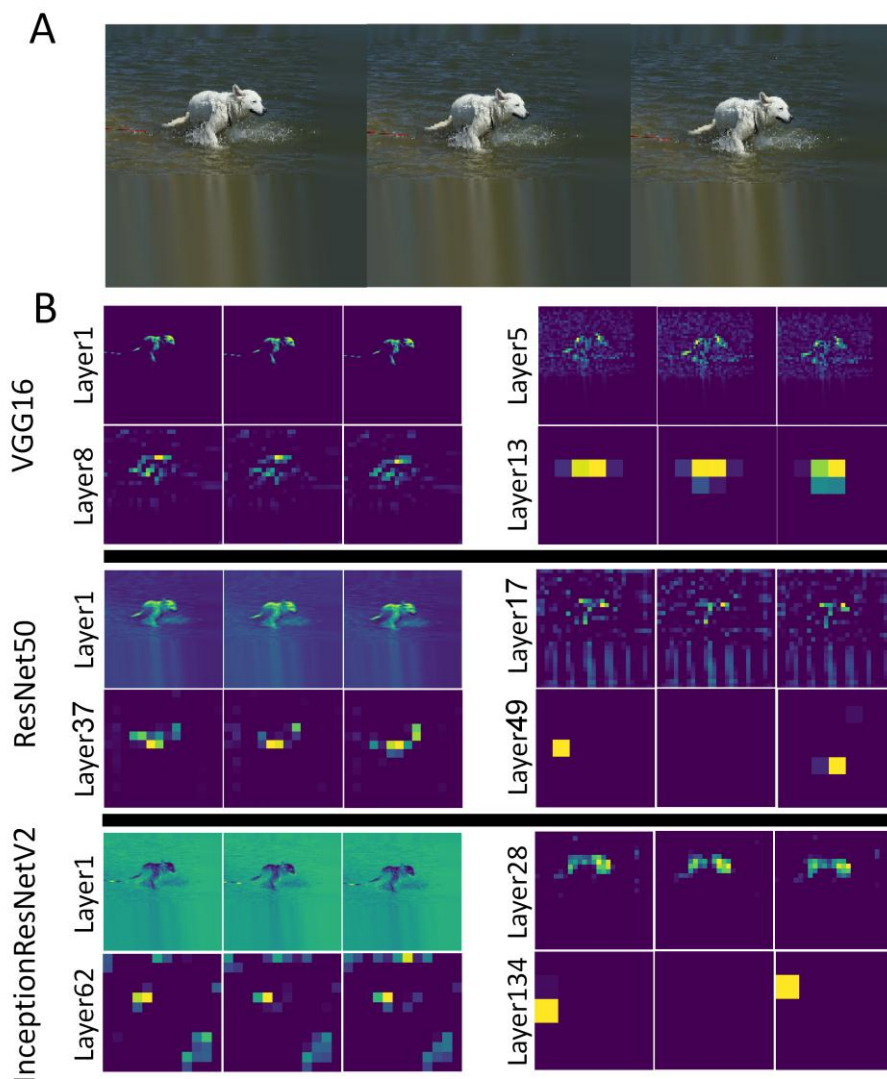 A
B
VGG16
Layer1
Layer5
Layer8
Layer13
ResNet50
Layer1
Layer17
Layer37
Layer49
InceptionResNetV2
Layer1
Layer28
Layer62
Layer134